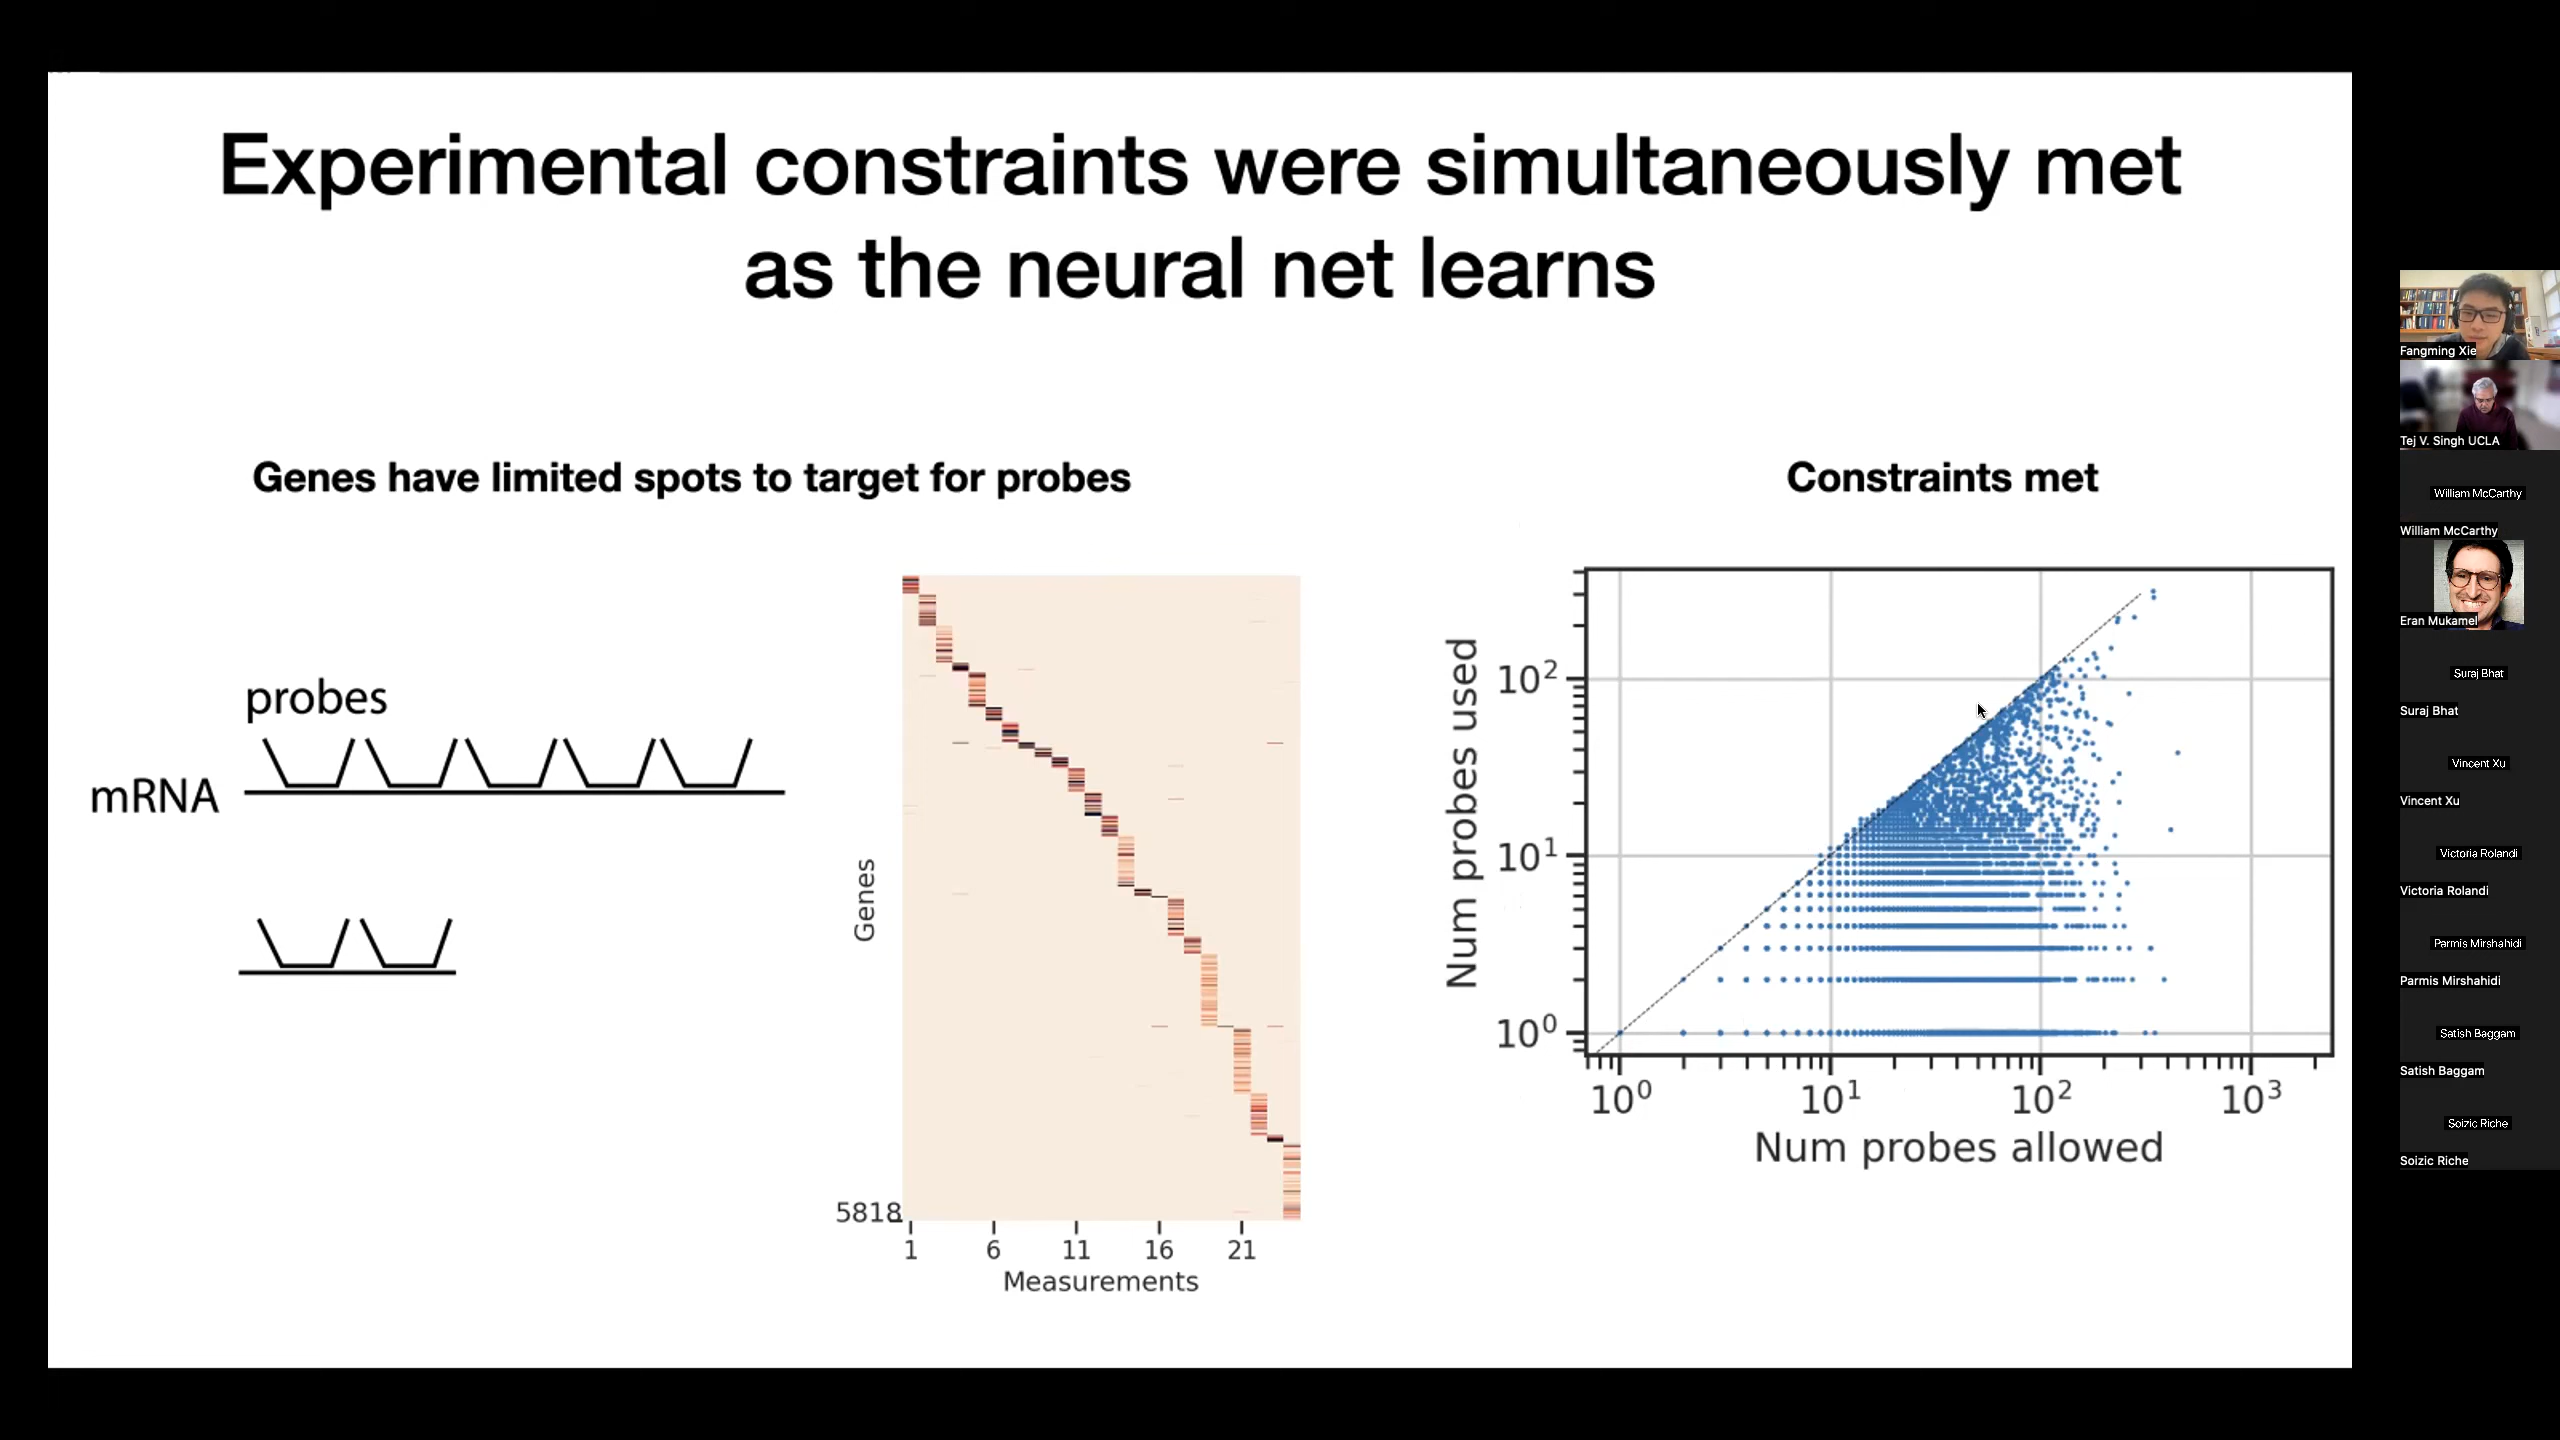 Experimental constraints were simultaneously met
as the neural net learns
Genes have limited spots to target for probes
probes
mRNA
Genes
5818
1 6 11 16 21
Measurements
Constraints met
Num probes used
10²
10¹
10⁰
10⁰ 10¹ 10² 10³
Num probes allowed
Fangming Xie
Tej V. Singh UCLA
William McCarthy
William McCarthy
Eran Mukamel
Suraj Bhat
Suraj Bhat
Vincent Xu
Vincent Xu
Victoria Rolandi
Victoria Rolandi
Parmis Mirshahidi
Parmis Mirshahidi
Satish Baggam
Satish Baggam
Soizic Riche
Soizic Riche